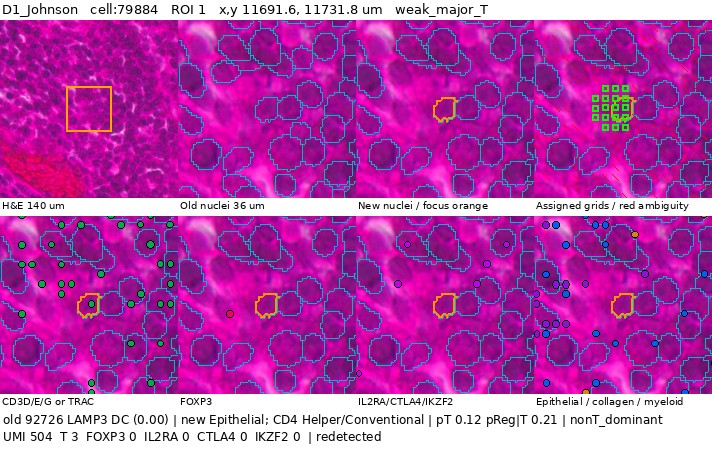 D1_Johnson cell:79884 ROI 1 x,y 11691.6, 11731.8 um weak_major_T
H&E 140 um
Old nuclei 36 um
New nuclei / focus orange
Assigned grids / red ambiguity
CD3D/E/G or TRAC
FOXP3
IL2RA/CTLA4/IKZF2
Epithelial / collagen / myeloid
old 92726 LAMP3 DC (0.00) | new Epithelial; CD4 Helper/Conventional | pT 0.12 pReg|T 0.21 | nonT_dominant
UMI 504 T 3 FOXP3 0 IL2RA 0 CTLA4 0 IKZF2 0 | redetected